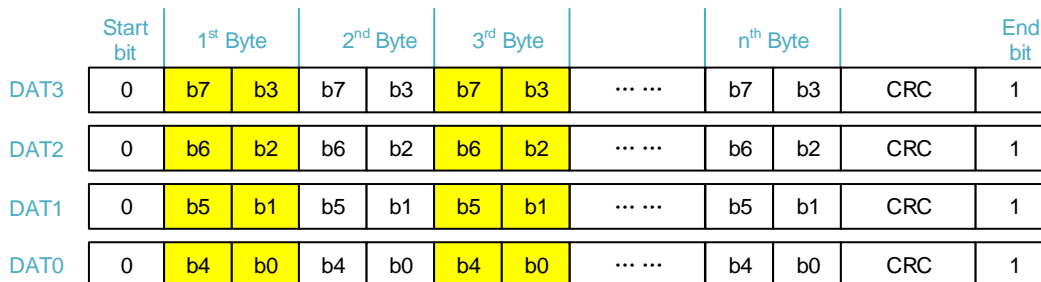 Start bit 1st Byte 2nd Byte 3rd Byte nth Byte End bit
DAT3 0 b7 b3 b7 b3 b7 b3 ... ... b7 b3 CRC 1
DAT2 0 b6 b2 b6 b2 b6 b2 ... ... b6 b2 CRC 1
DAT1 0 b5 b1 b5 b1 b5 b1 ... ... b5 b1 CRC 1
DAT0 0 b4 b0 b4 b0 b4 b0 ... ... b4 b0 CRC 1